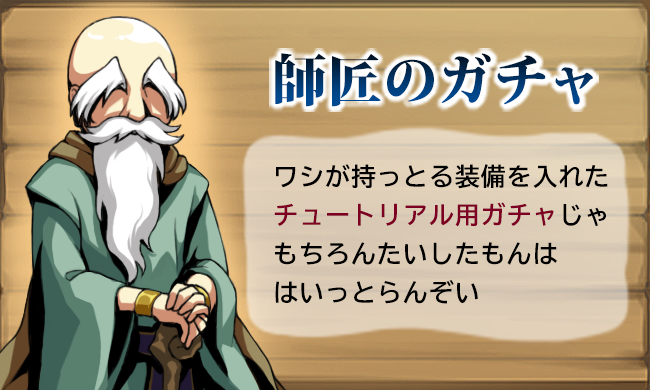 師匠のガチャ
ワシが持っとる装備を入れた
チュートリアル用ガチャじゃ
もちろんたいしたもんは
はいっとらんぞい